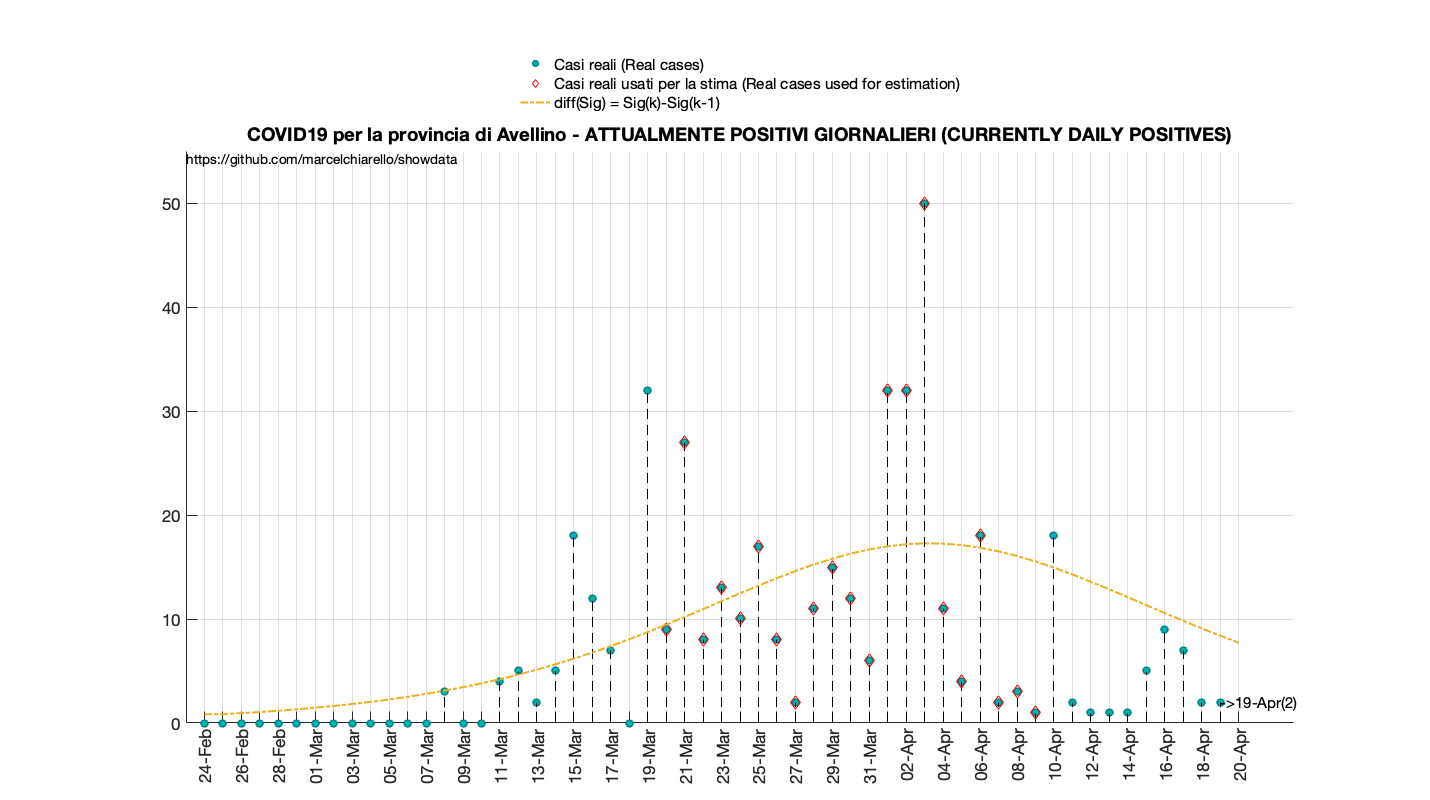 Casi reali (Real cases)
Casi reali usati per la stima (Real cases used for estimation)
diff(Sig) = Sig(k)-Sig(k-1)
COVID19 per la provincia di Avellino - ATTUALMENTE POSITIVI GIORNALIERI (CURRENTLY DAILY POSITIVES)
https://github.com/marcelchiarello/showdata
50
40
30
20
10
0
->19-Apr(2)
24-Feb
26-Feb
28-Feb
01-Mar
03-Mar
05-Mar
07-Mar
09-Mar
11-Mar
13-Mar
15-Mar
17-Mar
19-Mar
21-Mar
23-Mar
25-Mar
27-Mar
29-Mar
31-Mar
02-Apr
04-Apr
06-Apr
08-Apr
10-Apr
12-Apr
14-Apr
16-Apr
18-Apr
20-Apr